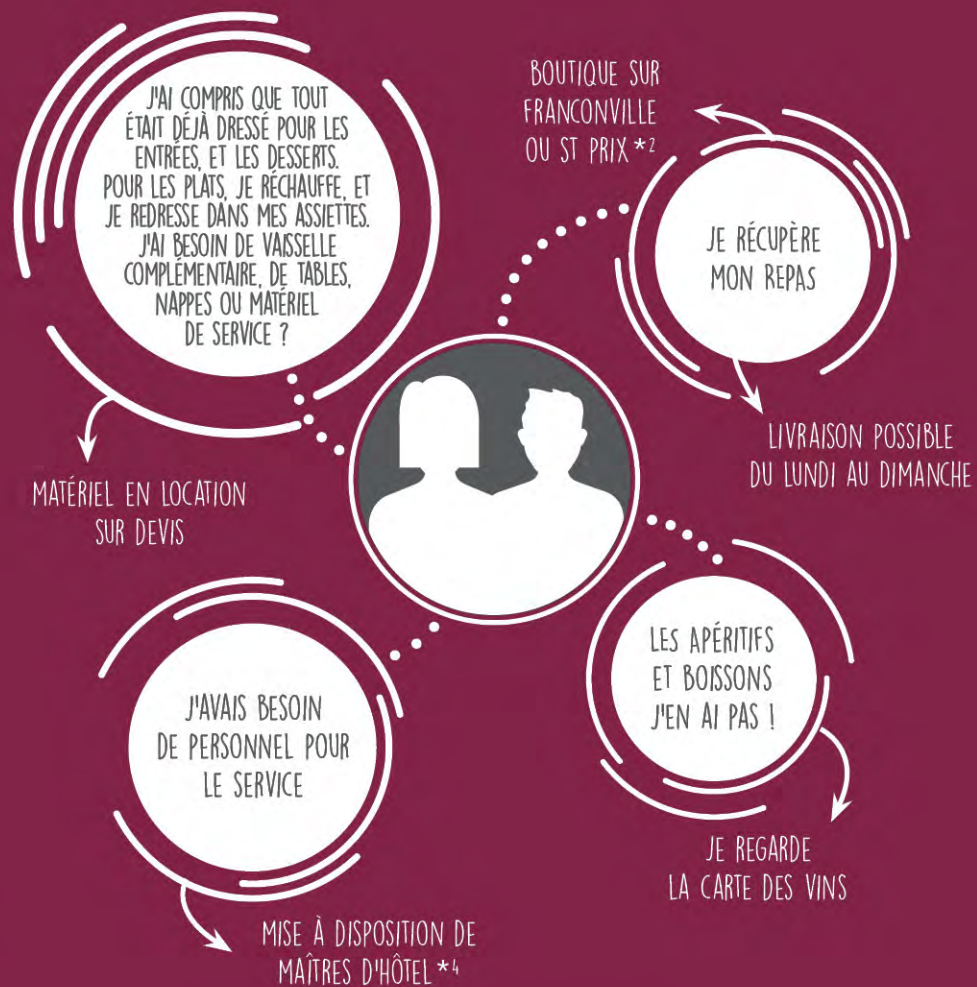 J'AI COMPRIS QUE TOUT
ÉTAIT DÉJÀ DRESSÉ POUR LES
ENTRÉES, ET LES DESSERTS.
POUR LES PLATS, JE RÉCHAUFFE, ET
JE REDRESSE DANS MES ASSIETTES.
J'AI BESOIN DE VAISSELLE
COMPLÉMENTAIRE, DE TABLES,
NAPPES OU MATÉRIEL
DE SERVICE ?
MATÉRIEL EN LOCATION
SUR DEVIS
BOUTIQUE SUR
FRANCONVILLE
OU ST PRIX *2
JE RÉCUPÈRE
MON REPAS
LIVRAISON POSSIBLE
DU LUNDI AU DIMANCHE
J'AVAIS BESOIN
DE PERSONNEL POUR
LE SERVICE
MISE À DISPOSITION DE
MAÎTRES D'HÔTEL *4
LES APÉRITIFS
ET BOISSONS
J'EN AI PAS !
JE REGARDE
LA CARTE DES VINS